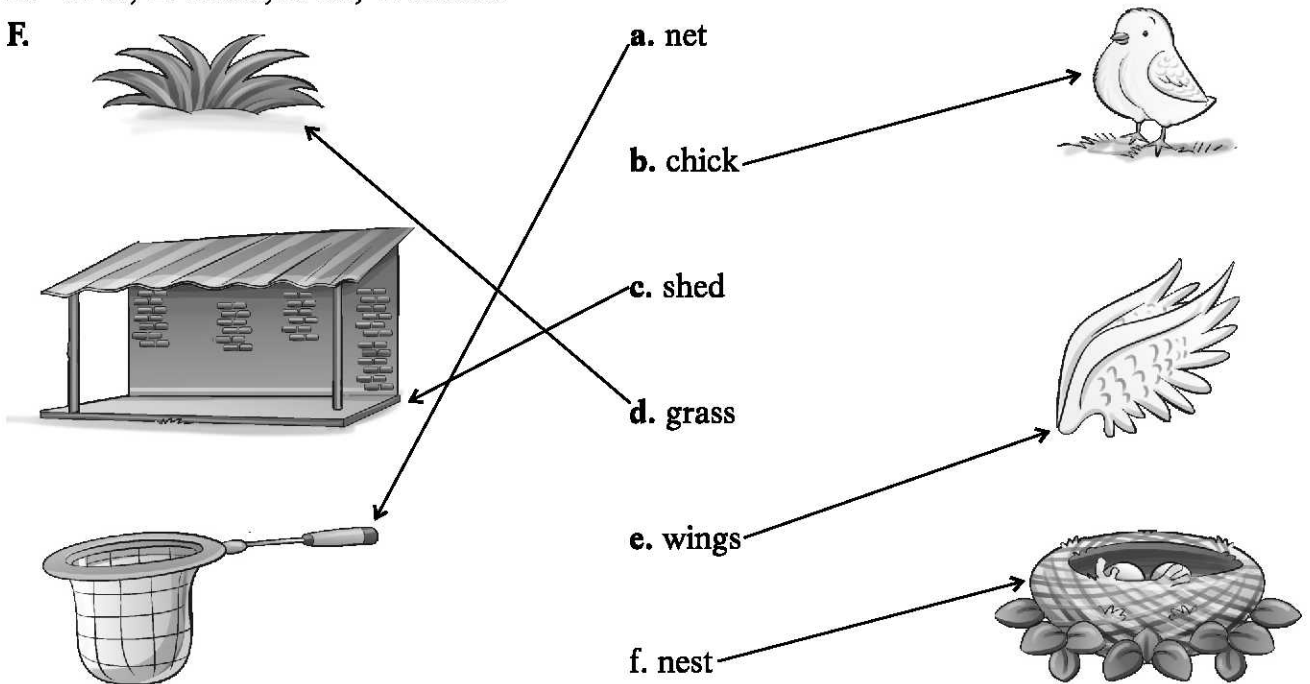 F.
a. net
b. chick
c. shed
d. grass
e. wings
f. nest